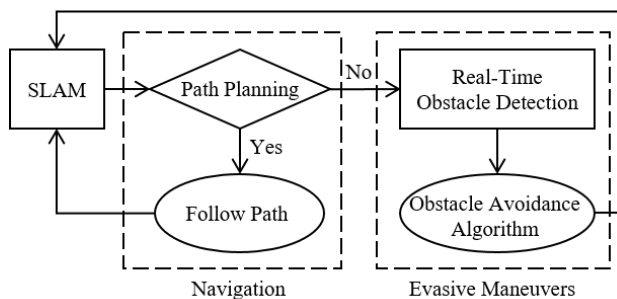 SLAM
Path Planning
No
Real-Time
Obstacle Detection
Yes
Follow Path
Obstacle Avoidance
Algorithm
Navigation
Evasive Maneuvers